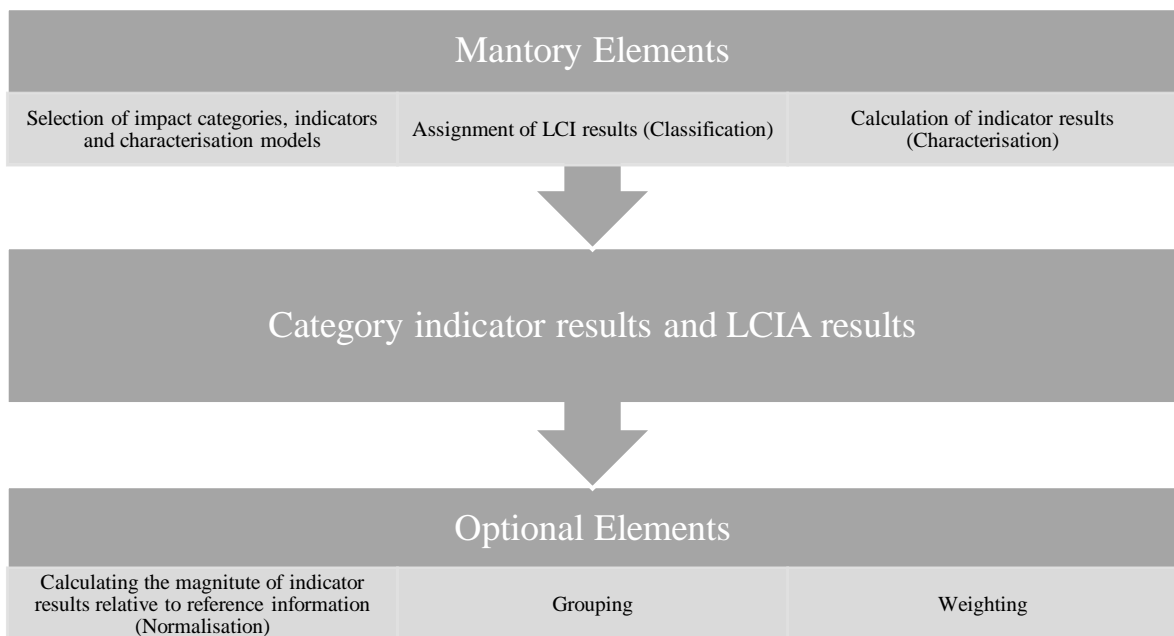 Mantory Elements
Selection of impact categories, indicators
and characterisation models
Assignment of LCI results (Classification)
Calculation of indicator results
(Characterisation)
Category indicator results and LCIA results
Optional Elements
Calculating the magnitute of indicator
results relative to reference information
(Normalisation)
Grouping
Weighting